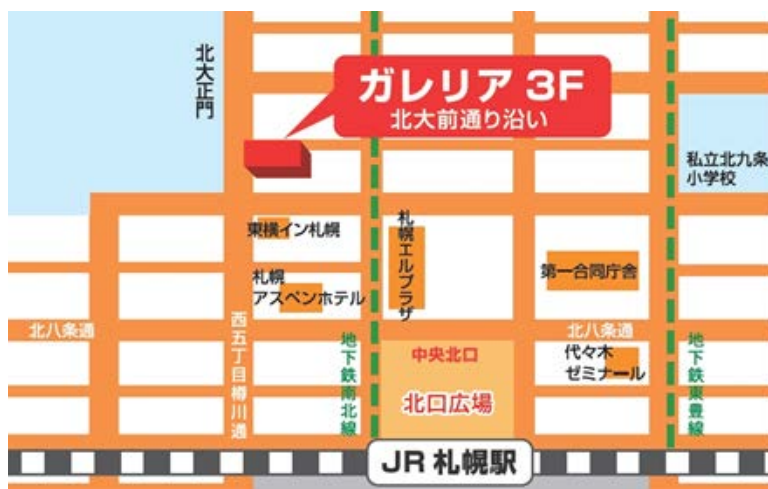 北大正門
ガレリア 3F
北大前通り沿い
私立北九条
小学校
東横イン札幌
札幌エルプラザ
札幌
アスペンホテル
第一合同庁舎
北八条通
西五丁目樽川通
地下鉄南北線
中央北口
北口広場
北八条通
代々木
ゼミナール
地下鉄東豊線
JR 札幌駅